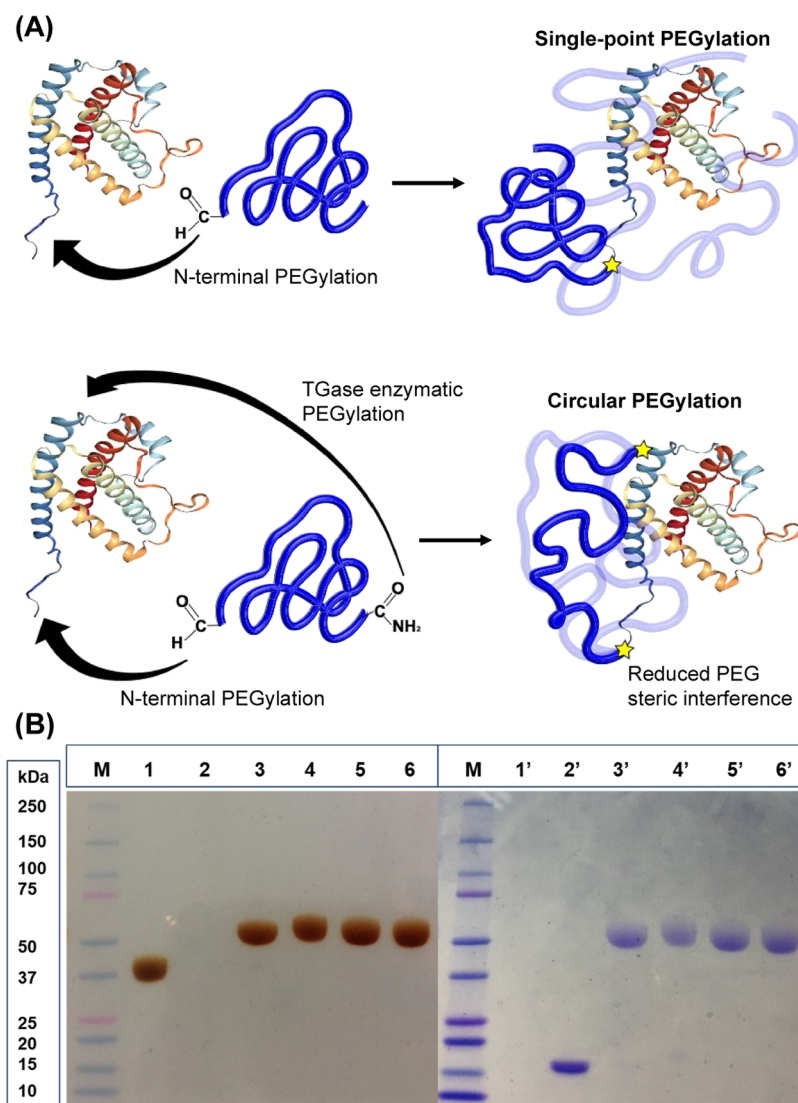 (A)
Single-point PEGylation
O
C
H
N-terminal PEGylation
TGase enzymatic
PEGylation
Circular PEGylation
O
C
H
O
C
NH₂
N-terminal PEGylation
Reduced PEG
steric interference
(B)
kDa
M 1 2 3 4 5 6
M 1' 2' 3' 4' 5' 6'
250
150
100
75
50
37
25
20
15
10